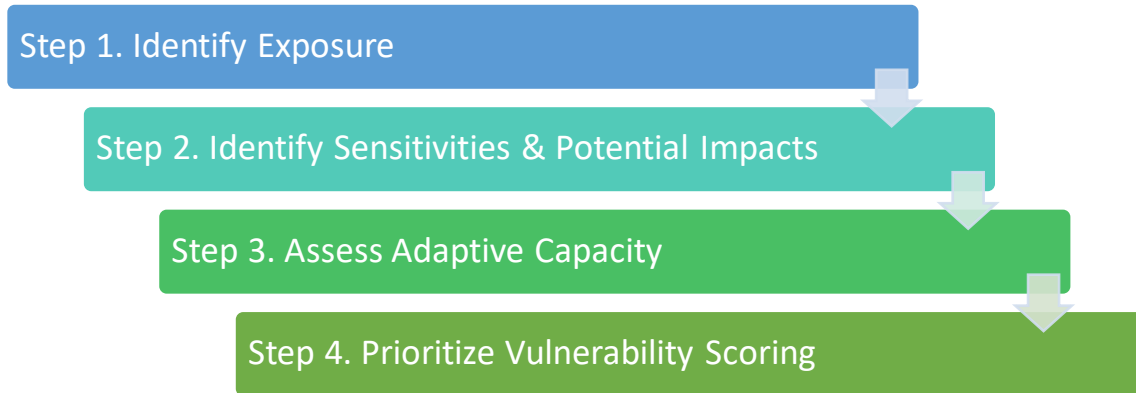 Step 1. Identify Exposure
Step 2. Identify Sensitivities & Potential Impacts
Step 3. Assess Adaptive Capacity
Step 4. Prioritize Vulnerability Scoring